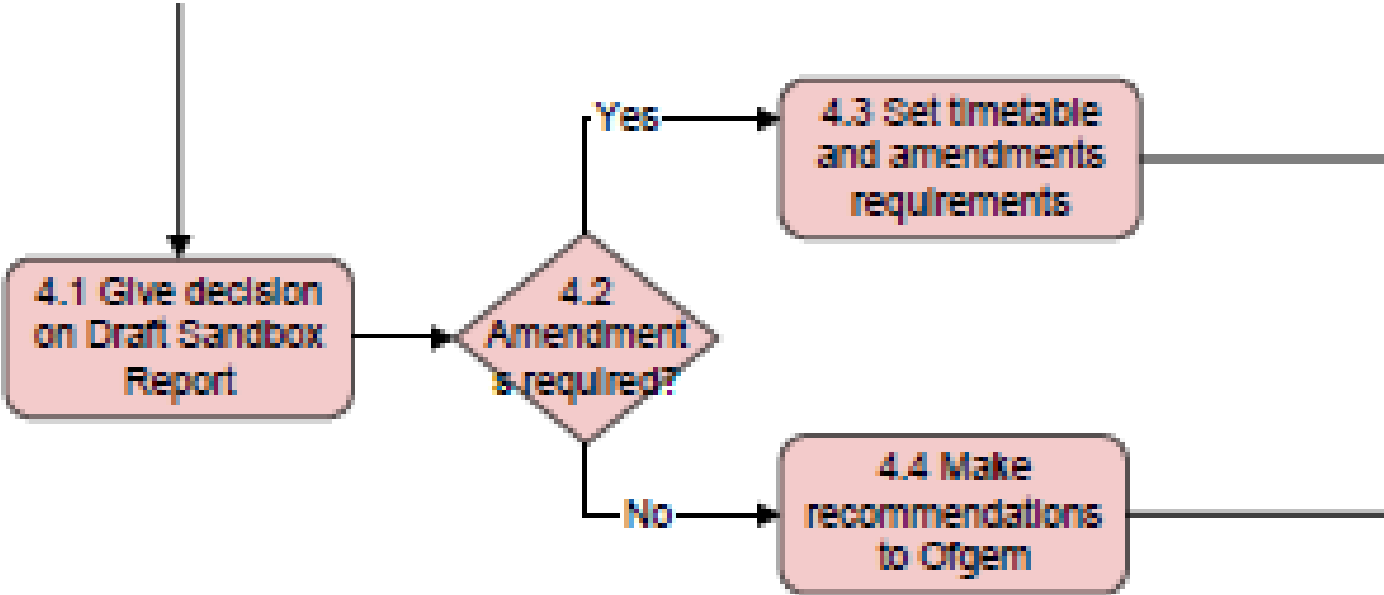 Yes
4.3 Set timetable
and amendments
requirements
4.1 Give decision
on Draft Sandbox
Report
4.2
Amendment
s required?
No
4.4 Make
recommendations
to Ofgem